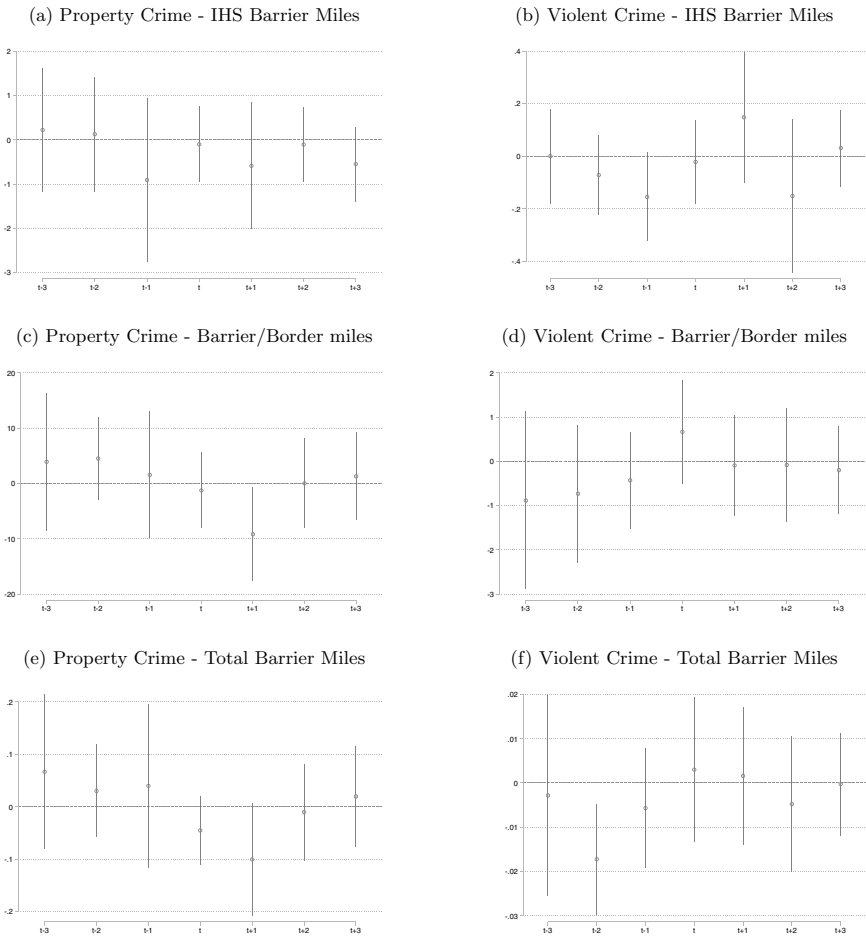 (a) Property Crime - IHS Barrier Miles
2
1
0
-1
-2
-3
t-3 t-2 t-1 t t+1 t+2 t+3
(b) Violent Crime - IHS Barrier Miles
.4
.2
0
-.2
-.4
t-3 t-2 t-1 t t+1 t+2 t+3
(c) Property Crime - Barrier/Border miles
20
10
0
-10
-20
t-3 t-2 t-1 t t+1 t+2 t+3
(d) Violent Crime - Barrier/Border miles
2
1
0
-1
-2
-3
t-3 t-2 t-1 t t+1 t+2 t+3
(e) Property Crime - Total Barrier Miles
.2
.1
0
-.1
-.2
t-3 t-2 t-1 t t+1 t+2 t+3
(f) Violent Crime - Total Barrier Miles
.02
.01
0
-.01
-.02
-.03
t-3 t-2 t-1 t t+1 t+2 t+3